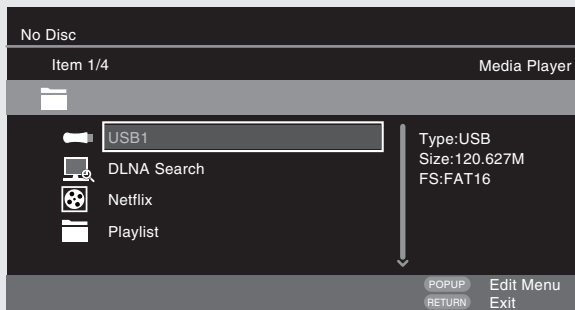 No Disc
Item 1/4
Media Player
USB1
DLNA Search
Netflix
Playlist
Type:USB
Size:120.627M
FS:FAT16
POPUP Edit Menu
RETURN Exit